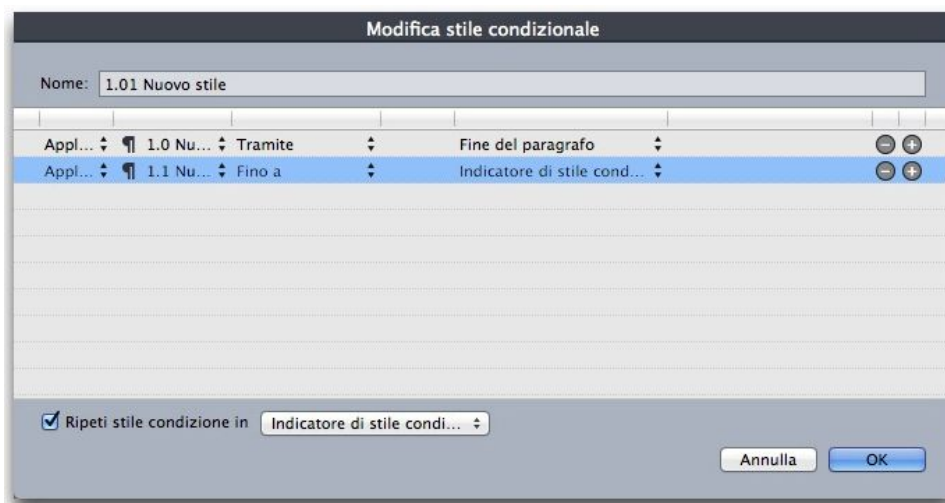 Modifica stile condizionale
Nome: 1.01 Nuovo stile
Appl... ¶ 1.0 Nu... Tramite Fine del paragrafo
Appl... ¶ 1.1 Nu... Fino a Indicatore di stile cond...
Ripeti stile condizione in Indicatore di stile condi...
Annulla OK